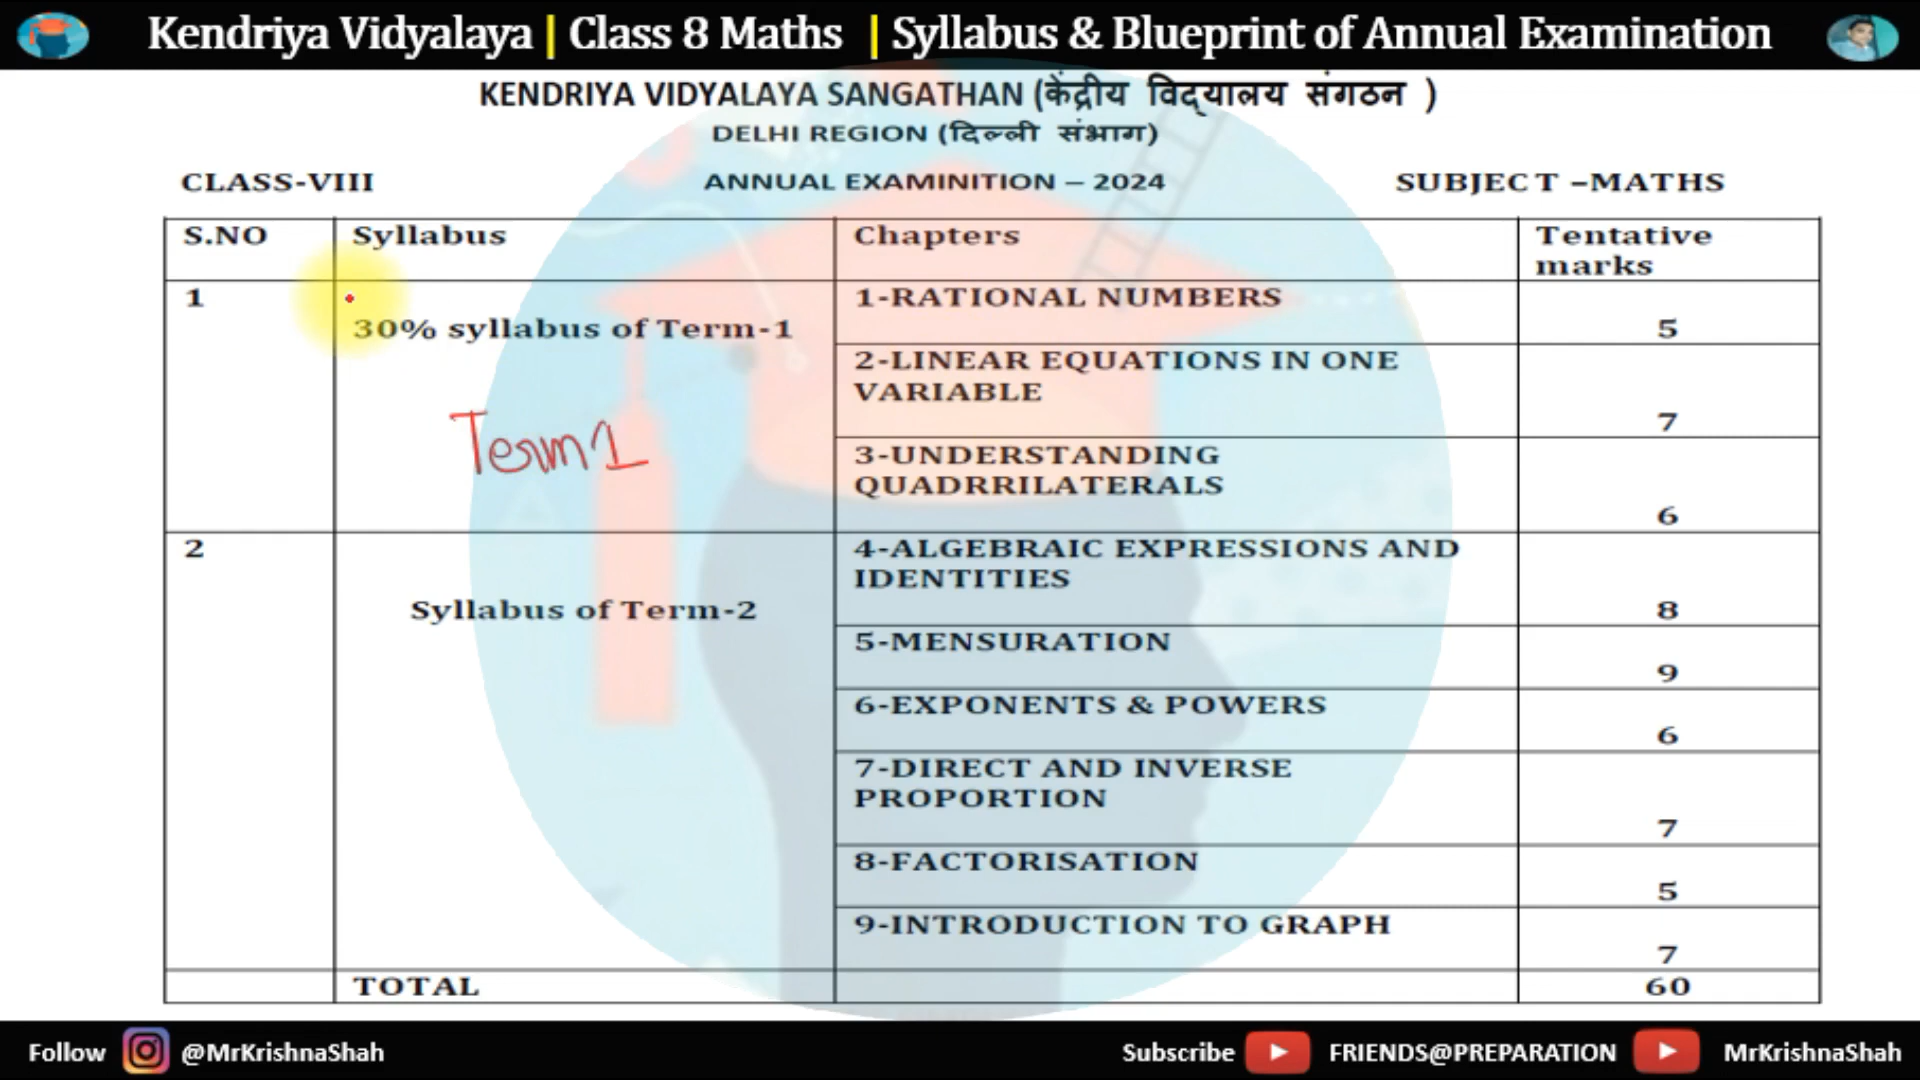 Kendriya Vidyalaya | Class 8 Maths | Syllabus & Blueprint of Annual Examination
KENDRIYA VIDYALAYA SANGATHAN (केंद्रीय विद्यालय संगठन )
DELHI REGION (दिल्ली संभाग)
CLASS-VIII ANNUAL EXAMINITION – 2024 SUBJECT –MATHS
S.NO Syllabus Chapters Tentative
marks
1 1-RATIONAL NUMBERS
30% syllabus of Term-1 5
2-LINEAR EQUATIONS IN ONE
VARIABLE
7
Term 1
3-UNDERSTANDING
QUADRRILATERALS
6
2 4-ALGEBRAIC EXPRESSIONS AND
IDENTITIES
Syllabus of Term-2 8
5-MENSURATION
9
6-EXPONENTS & POWERS
6
7-DIRECT AND INVERSE
PROPORTION
7
8-FACTORISATION
5
9-INTRODUCTION TO GRAPH
7
TOTAL 60
Follow @MrKrishnaShah Subscribe FRIENDS@PREPARATION MrKrishnaShah